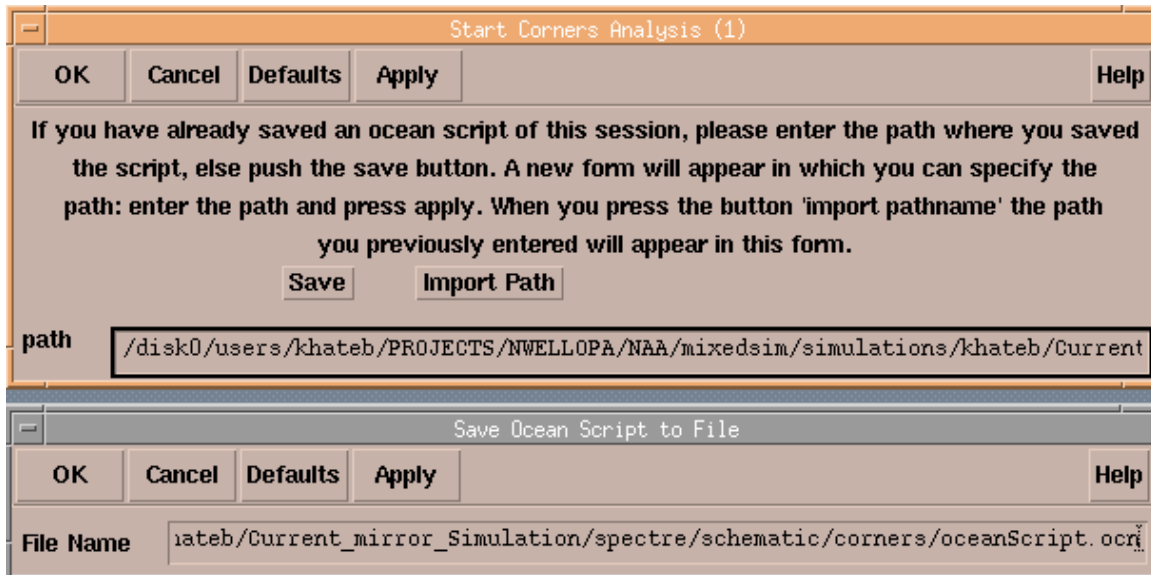 Start Corners Analysis (1)
OK Cancel Defaults Apply Help
If you have already saved an ocean script of this session, please enter the path where you saved
the script, else push the save button. A new form will appear in which you can specify the
path: enter the path and press apply. When you press the button 'import pathname' the path
you previously entered will appear in this form.
Save Import Path
path /disk0/users/khateb/PROJECTS/NWELLOPA/NAA/mixedsim/simulations/khateb/Current
Save Ocean Script to File
OK Cancel Defaults Apply Help
File Name hateb/Current_mirror_Simulation/spectre/schematic/corners/oceanScript.ocn